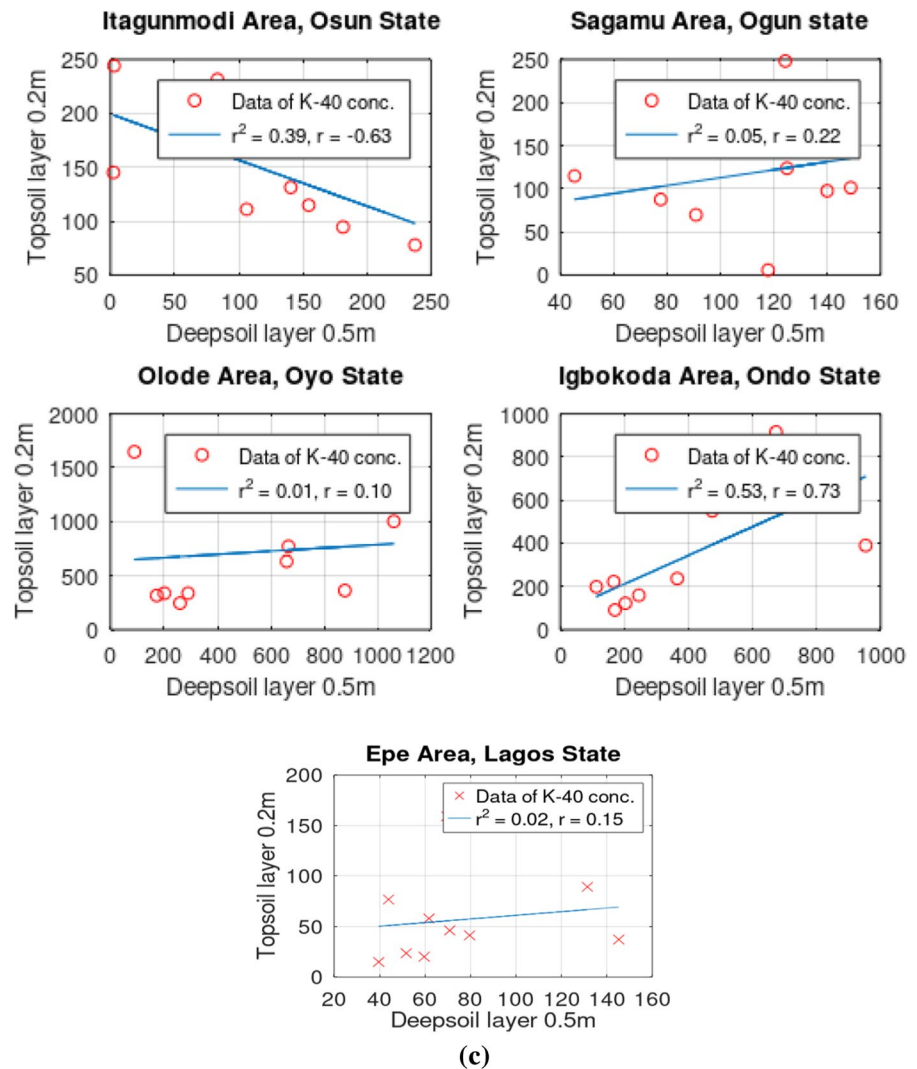 Itagunmodi Area, Osun State
Topsoil layer 0.2m
250
200
150
100
50
Data of K-40 conc.
r² = 0.39, r = -0.63
0 50 100 150 200 250
Deepsoil layer 0.5m
Sagamu Area, Ogun state
Topsoil layer 0.2m
250
200
150
100
50
0
Data of K-40 conc.
r² = 0.05, r = 0.22
40 60 80 100 120 140 160
Deepsoil layer 0.5m
Olode Area, Oyo State
Topsoil layer 0.2m
2000
1500
1000
500
0
Data of K-40 conc.
r² = 0.01, r = 0.10
0 200 400 600 800 1000 1200
Deepsoil layer 0.5m
Igbokoda Area, Ondo State
Topsoil layer 0.2m
1000
800
600
400
200
0
Data of K-40 conc.
r² = 0.53, r = 0.73
0 200 400 600 800 1000
Deepsoil layer 0.5m
Epe Area, Lagos State
Topsoil layer 0.2m
200
150
100
50
0
Data of K-40 conc.
r² = 0.02, r = 0.15
20 40 60 80 100 120 140 160
Deepsoil layer 0.5m
(c)